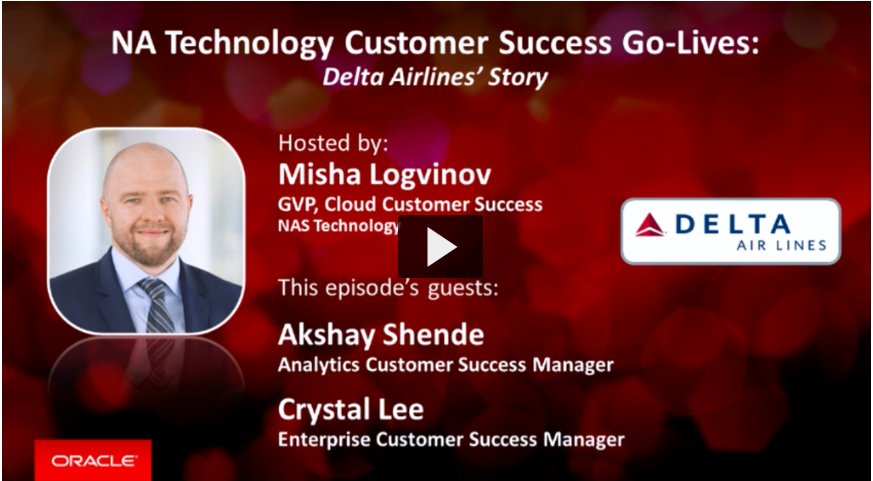 NA Technology Customer Success Go-Lives:
Delta Airlines' Story
Hosted by:
Misha Logvinov
GVP, Cloud Customer Success
NAS Technology
DELTA
AIR LINES
This episode's guests:
Akshay Shende
Analytics Customer Success Manager
Crystal Lee
Enterprise Customer Success Manager
ORACLE